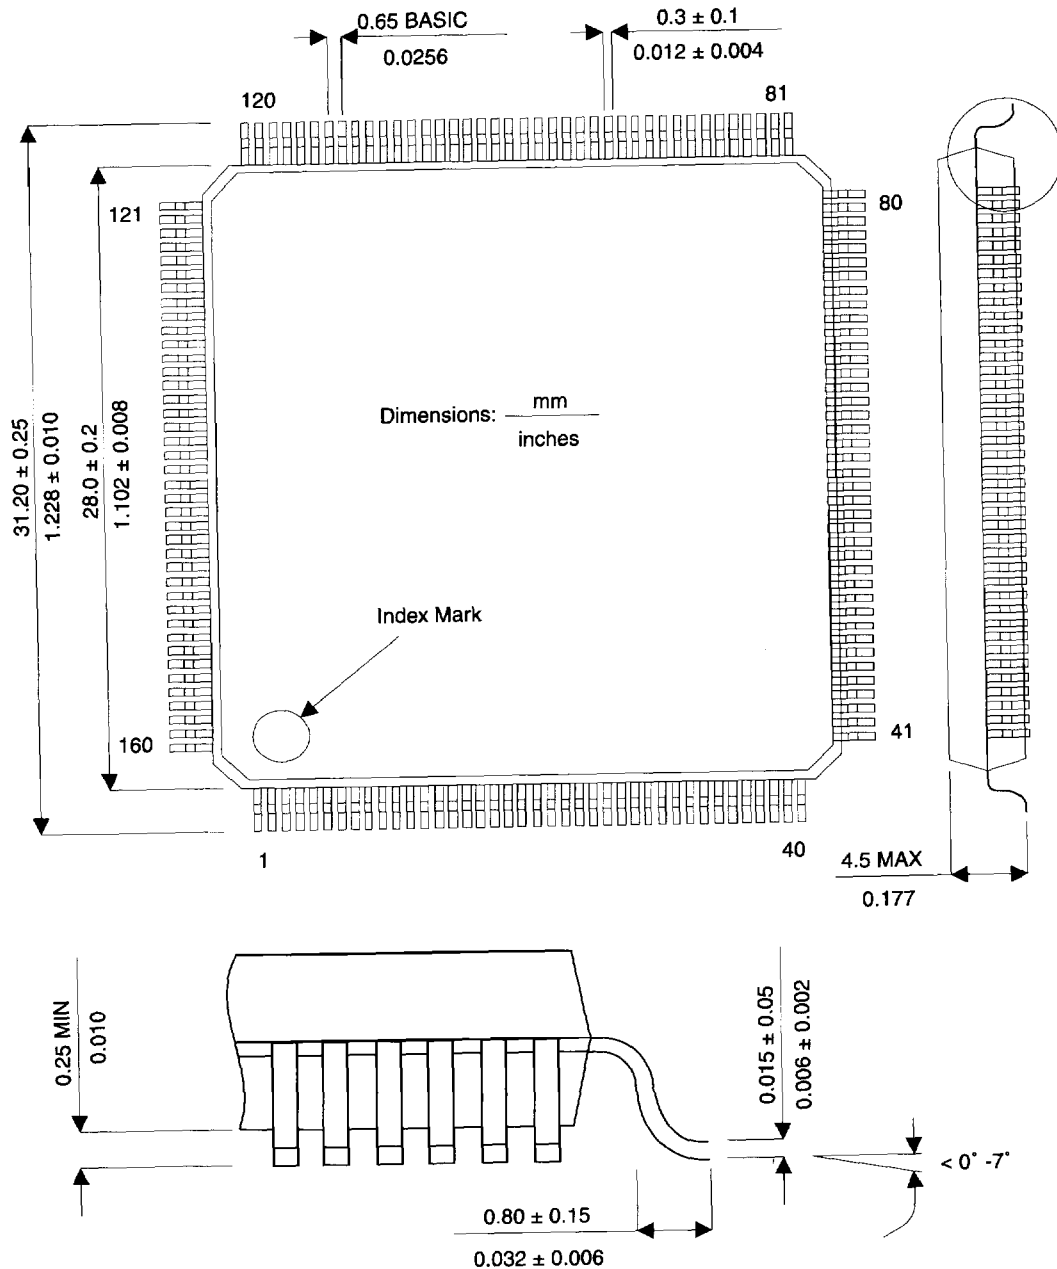 0.65 BASIC
0.0256
0.3 ± 0.1
0.012 ± 0.004
120
81
121
80
31.20 ± 0.25
1.228 ± 0.010
28.0 ± 0.2
1.102 ± 0.008
Dimensions: mm
inches
Index Mark
160
41
1
40
4.5 MAX
0.177
0.25 MIN
0.010
0.015 ± 0.05
0.006 ± 0.002
< 0° -7°
0.80 ± 0.15
0.032 ± 0.006